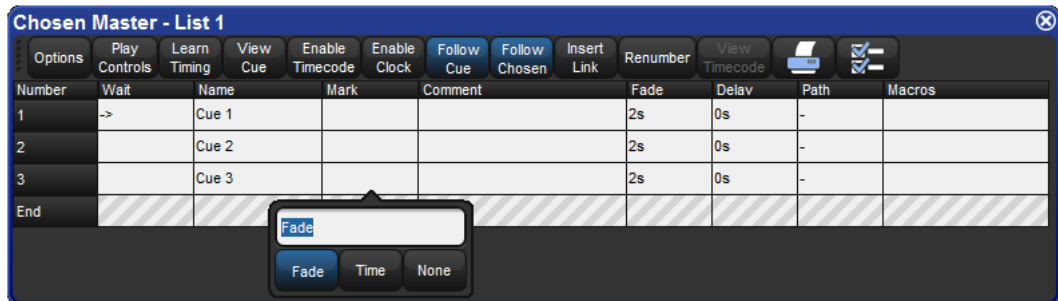 Chosen Master - List 1
Options Play Controls Learn Timing View Cue Enable Timecode Enable Clock Follow Cue Follow Chosen Insert Link Renumber View Timecode
Number Wait Name Mark Comment Fade Delay Path Macros
1 -> Cue 1 2s 0s -
2 Cue 2 2s 0s -
3 Cue 3 2s 0s -
End
Fade
Fade Time None